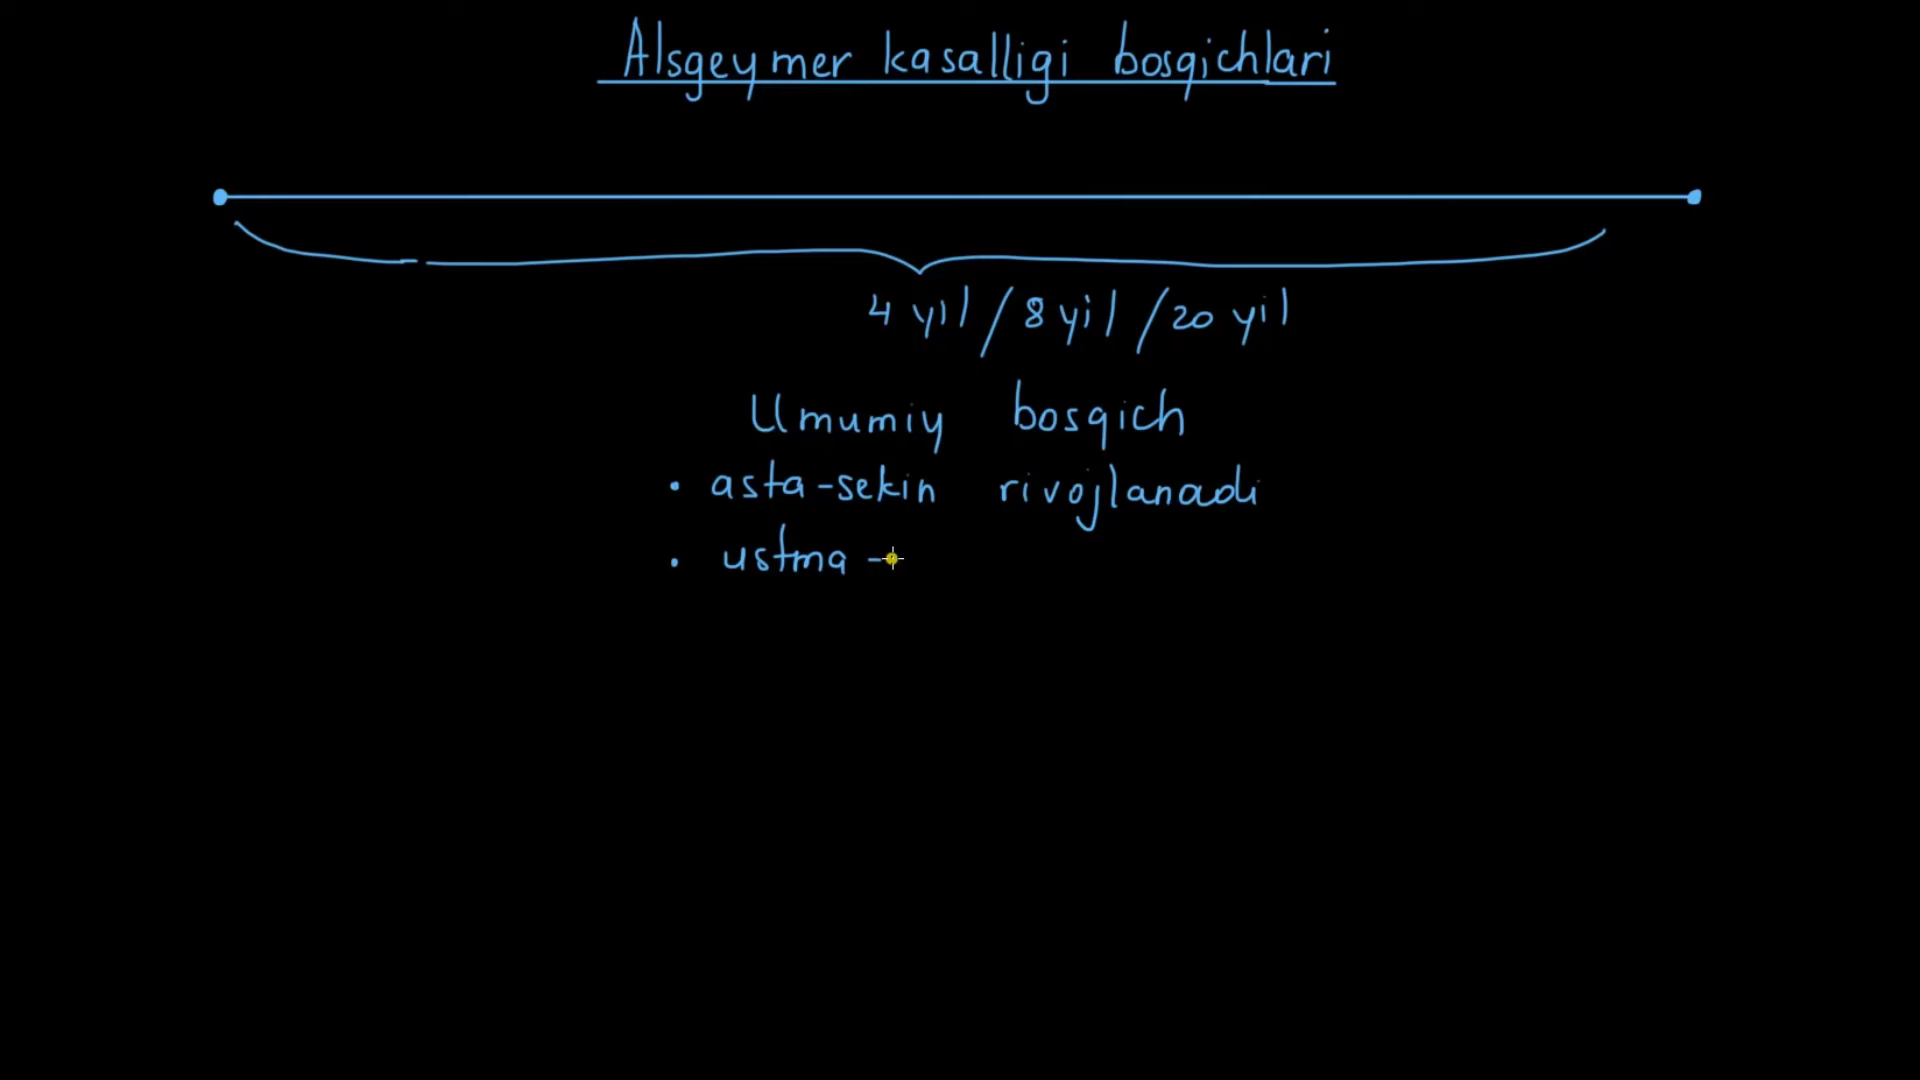 Alsgeymer kasalligi bosqichlari
4 yil / 8 yil / 20 yil
Umumiy bosqich
• asta-sekin rivojlanadi
• ustma -